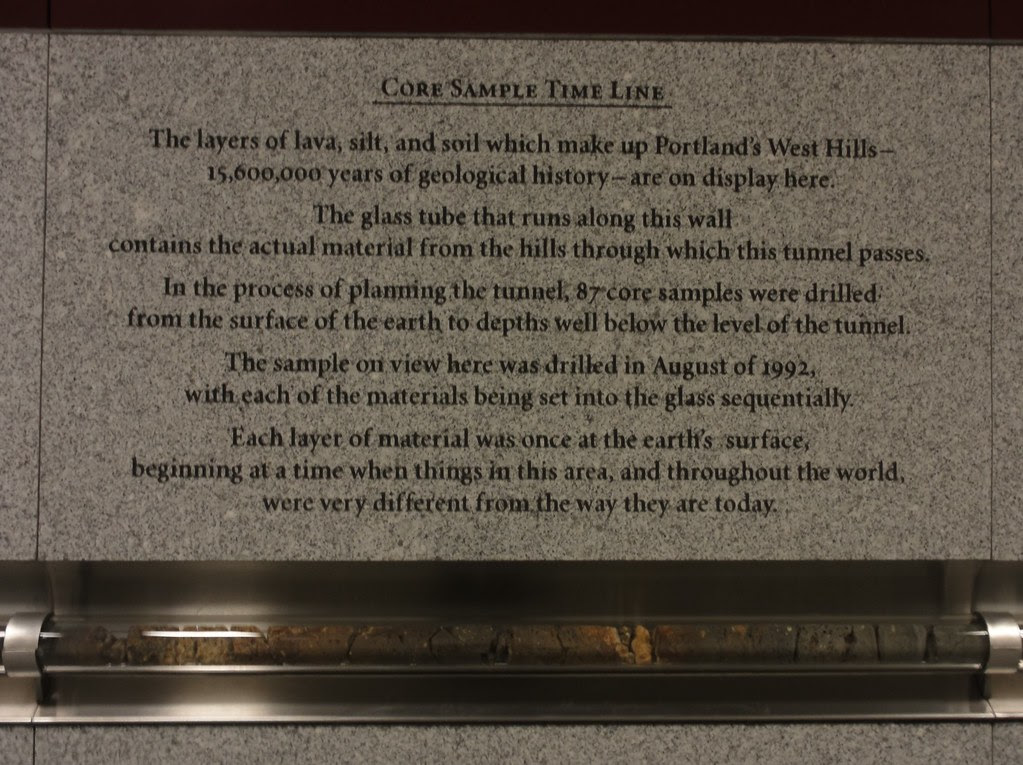 Core Sample Time Line
The layers of lava, silt, and soil which make up Portland's West Hills—
15,600,000 years of geological history—are on display here.
The glass tube that runs along this wall
contains the actual material from the hills through which this tunnel passes.
In the process of planning the tunnel, 87 core samples were drilled
from the surface of the earth to depths well below the level of the tunnel.
The sample on view here was drilled in August of 1992,
with each of the materials being set into the glass sequentially.
Each layer of material was once at the earth's surface,
beginning at a time when things in this area, and throughout the world,
were very different from the way they are today.